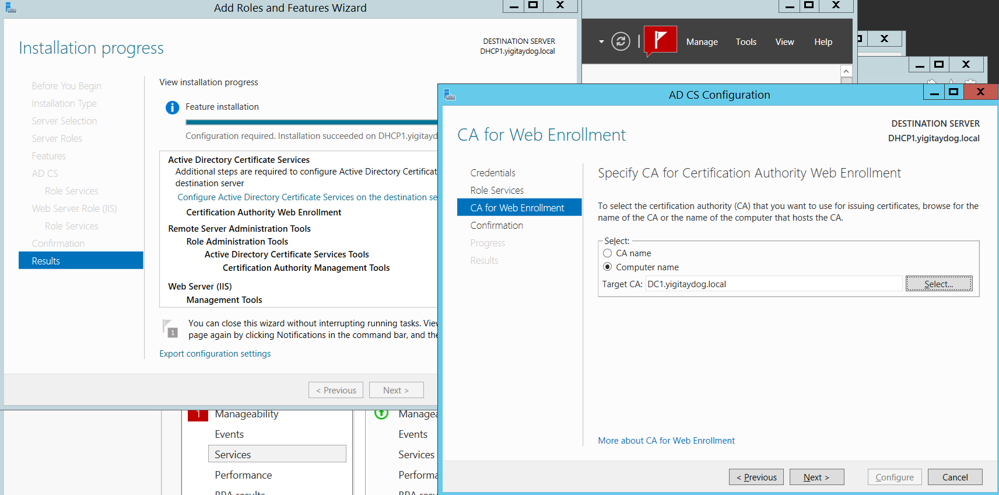 Add Roles and Features Wizard
Installation progress
DESTINATION SERVER
DHCP1.yigitaydog.local
Before You Begin
Installation Type
Server Selection
Server Roles
Features
AD CS
Role Services
Web Server Role (IIS)
Role Services
Confirmation
Results
View installation progress
Feature installation
Configuration required. Installation succeeded on DHCP1.yigitayd
Active Directory Certificate Services
Additional steps are required to configure Active Directory Certificat
destination server
Configure Active Directory Certificate Services on the destination se
Certification Authority Web Enrollment
Remote Server Administration Tools
Role Administration Tools
Active Directory Certificate Services Tools
Certification Authority Management Tools
Web Server (IIS)
Management Tools
1
You can close this wizard without interrupting running tasks. Vie
page again by clicking Notifications in the command bar, and the
Export configuration settings
< Previous
Next >
Manage
Tools
View
Help
AD CS Configuration
CA for Web Enrollment
DESTINATION SERVER
DHCP1.yigitaydog.local
Credentials
Role Services
CA for Web Enrollment
Confirmation
Progress
Results
Specify CA for Certification Authority Web Enrollment
To select the certification authority (CA) that you want to use for issuing certificates, browse for the
name of the CA or the name of the computer that hosts the CA.
Select:
CA name
Computer name
Target CA: DC1.yigitaydog.local
Select...
More about CA for Web Enrollment
< Previous
Next >
Configure
Cancel
1 Manageability
Events
Services
Performance
BPA results
Managea
Events
Services
Performa
BPA resu